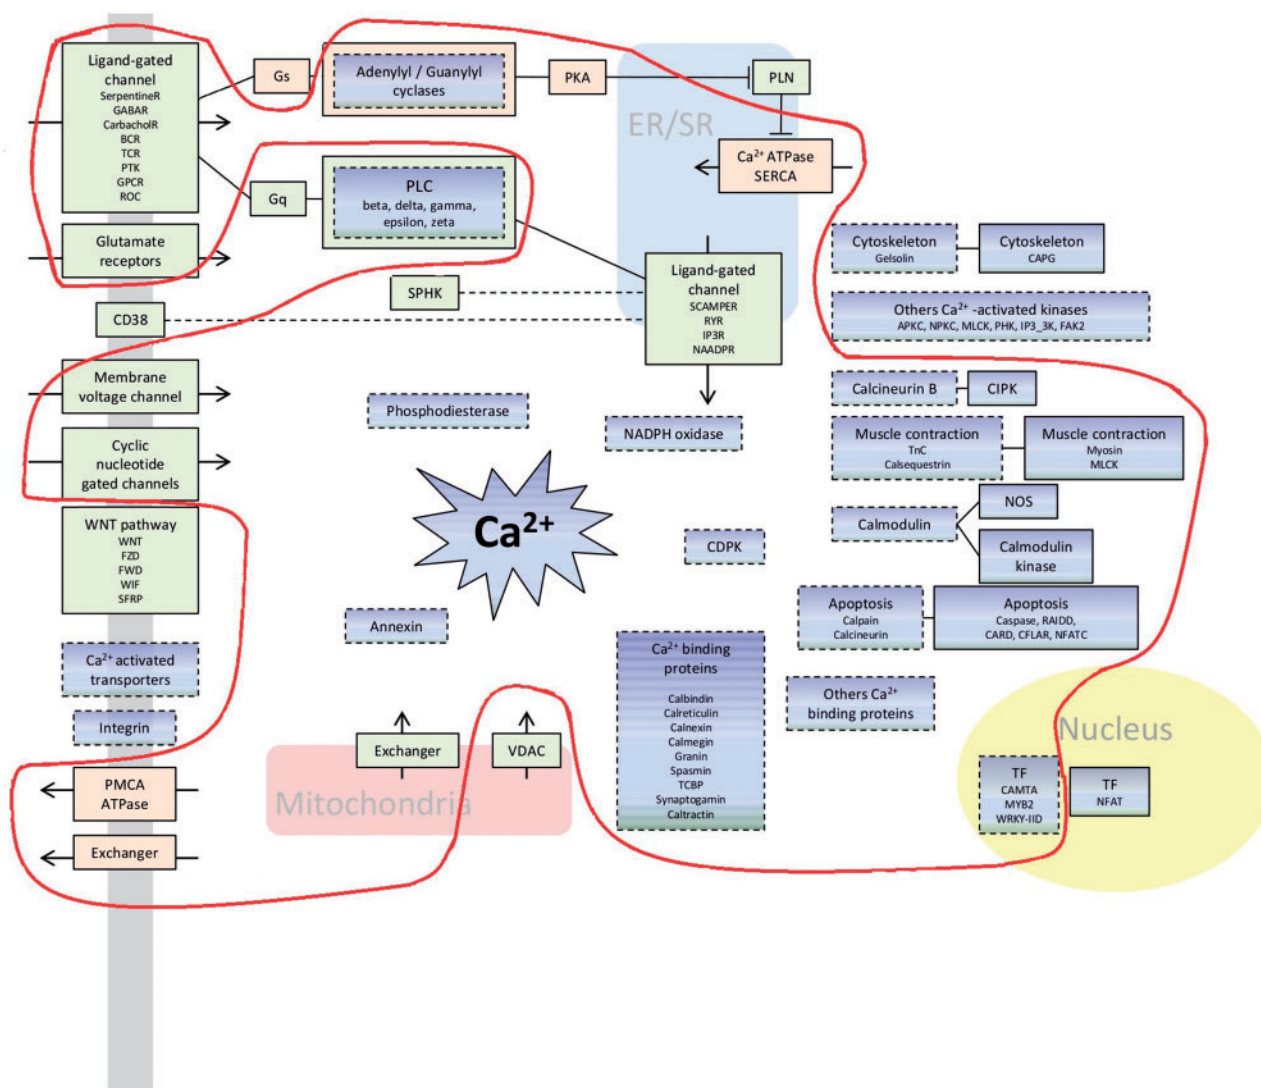 Ligand-gated
channel
SerpentineR
GABAR
CarbacholR
BCR
TCR
PTK
GPCR
ROC
Gs
Adenylyl / Guanylyl
cyclases
PKA
PLN
ER/SR
Ca²⁺ ATPase
SERCA
Gq
PLC
beta, delta, gamma,
epsilon, zeta
Glutamate
receptors
Cytoskeleton
Gelsolin
Cytoskeleton
CAPG
Ligand-gated
channel
SCAMPER
RYR
IP3R
NAADPR
SPHK
CD38
Others Ca²⁺ -activated kinases
APKC, NPKC, MLCK, PHK, IP3_3K, FAK2
Membrane
voltage channel
Phosphodiesterase
NADPH oxidase
Calcineurin B
CIPK
Cyclic
nucleotide
gated channels
Muscle contraction
TnC
Calsequestrin
Muscle contraction
Myosin
MLCK
WNT pathway
WNT
FZD
FWD
WIF
SFRP
Ca²⁺
CDPK
Calmodulin
NOS
Calmodulin
kinase
Annexin
Apoptosis
Calpain
Calcineurin
Apoptosis
Caspase, RAIDD,
CARD, CFLAR, NFATC
Ca²⁺ activated
transporters
Ca²⁺ binding
proteins
Calbindin
Calreticulin
Calnexin
Calmegin
Granin
Spasmin
TCBP
Synaptogamin
Caltractin
Others Ca²⁺
binding proteins
Integrin
Exchanger
VDAC
Mitochondria
Nucleus
TF
CAMTA
MYB2
WRKY-IID
TF
NFAT
PMCA
ATPase
Exchanger